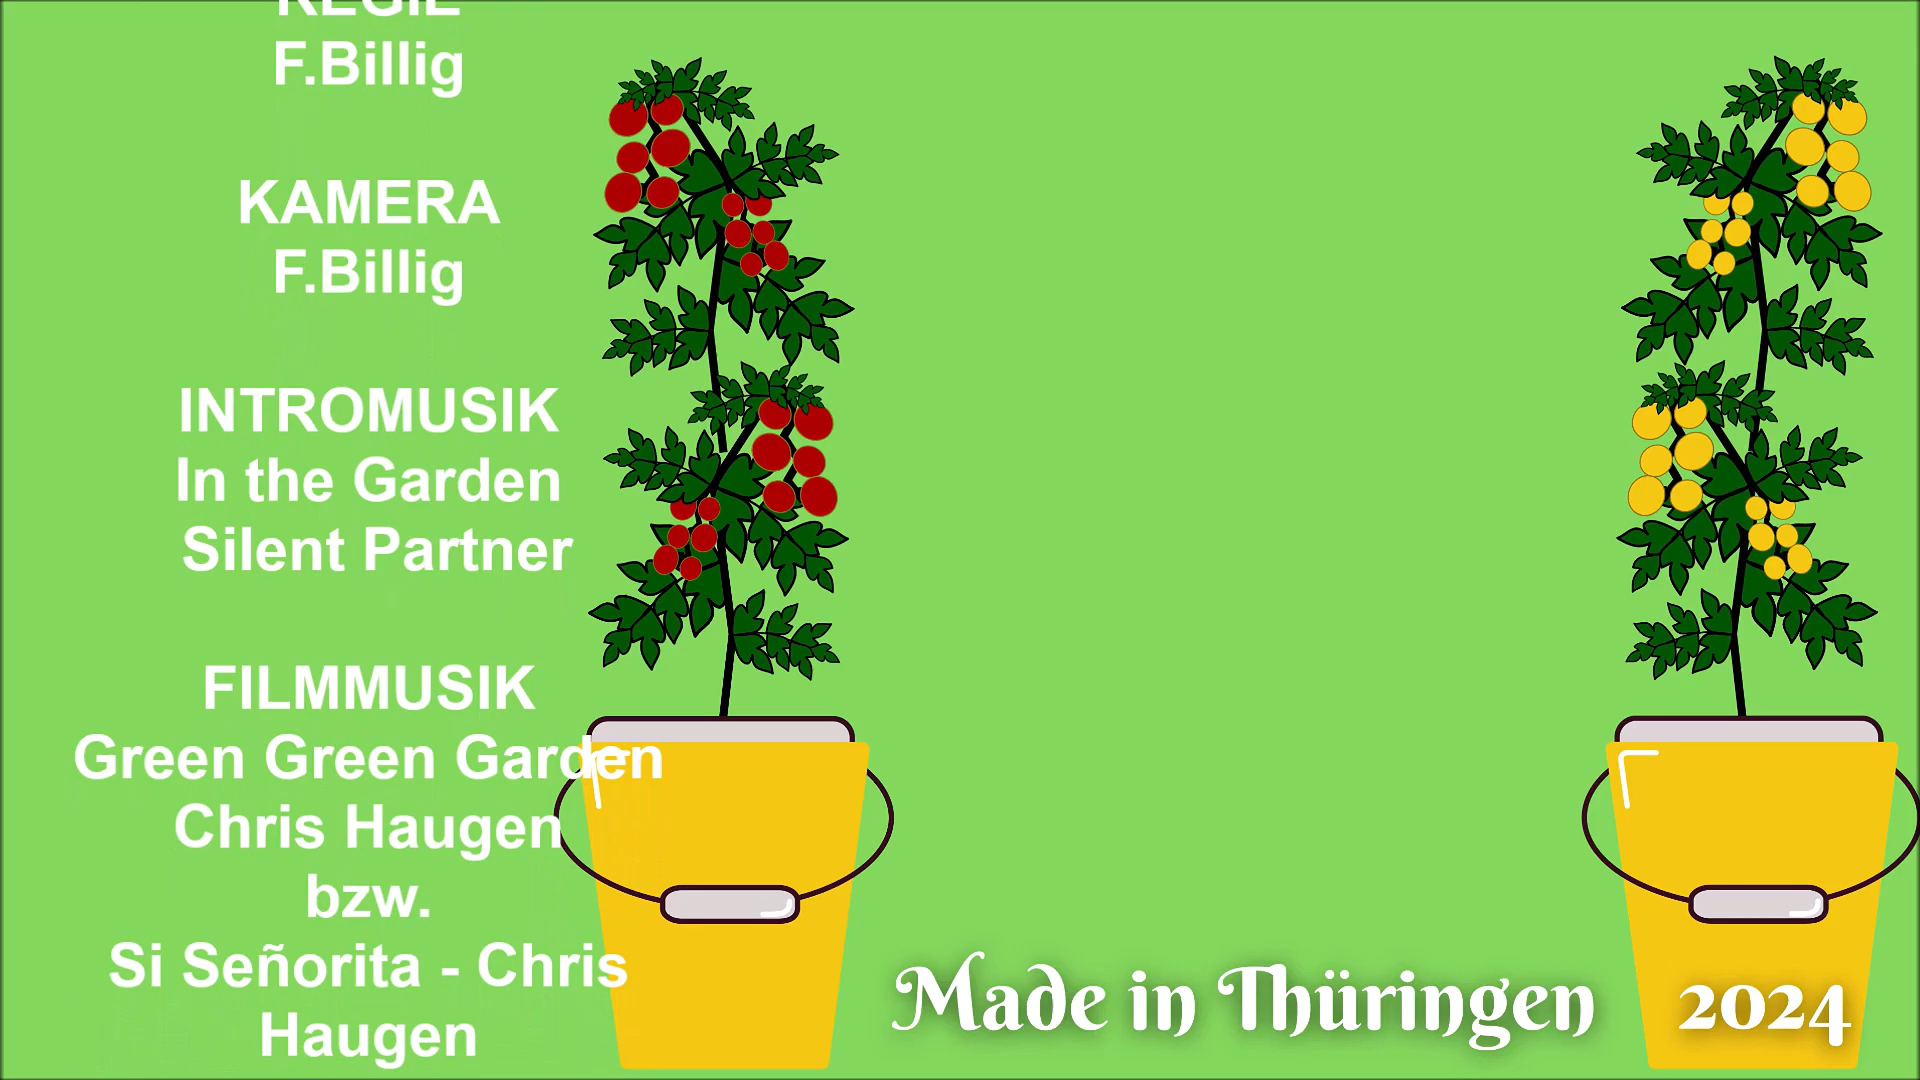 REGIE
F.Billig
KAMERA
F.Billig
INTROMUSIK
In the Garden
Silent Partner
FILMMUSIK
Green Green Garden
Chris Haugen
bzw.
Si Señorita - Chris
Haugen
Made in Thüringen 2024